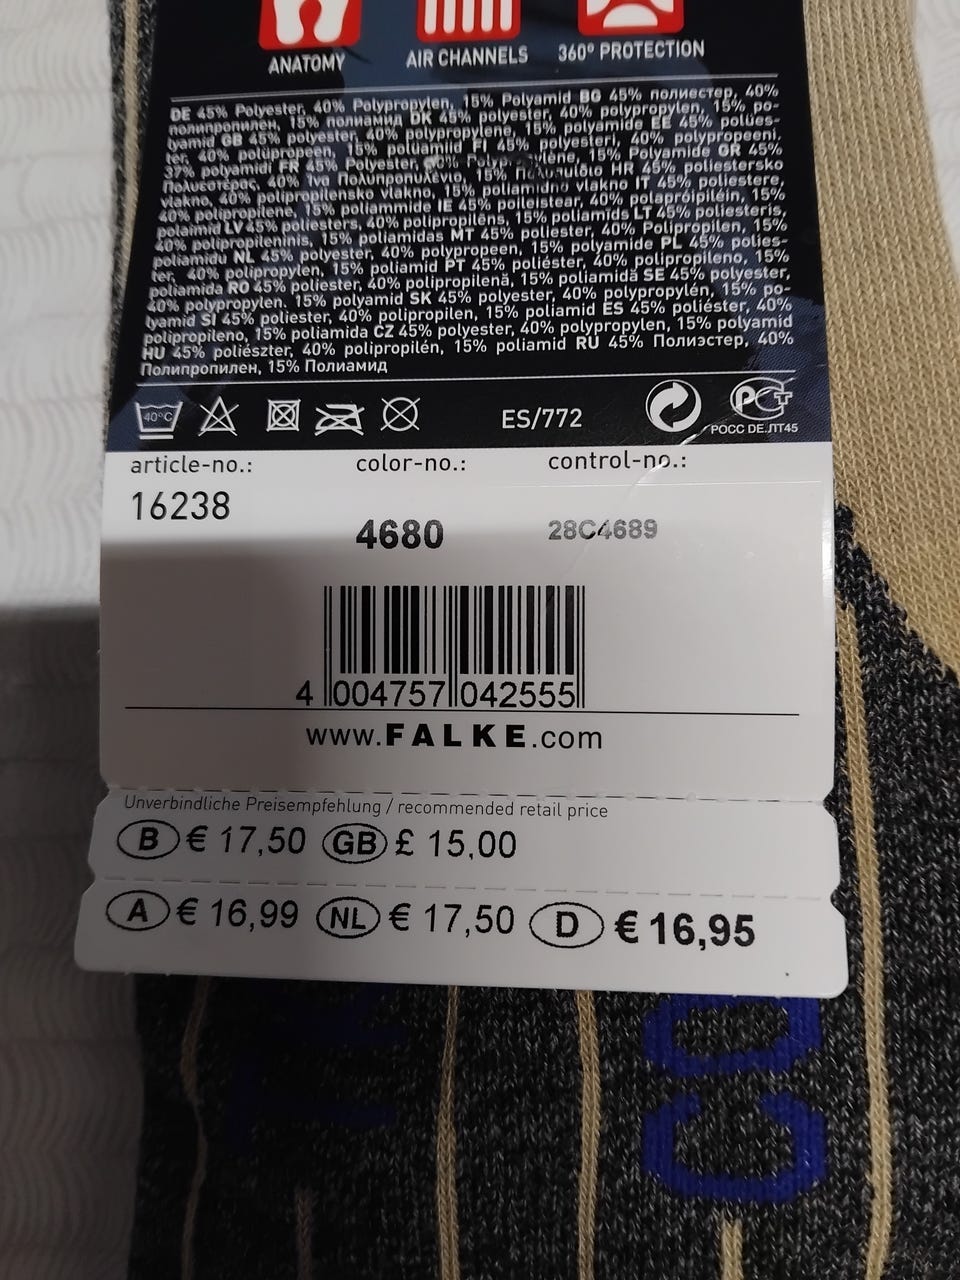 ANATOMY AIR CHANNELS 360° PROTECTION
DE 45% Polyester, 40% Polypropylen, 15% Polyamid BG 45% полиестер, 40%
полипропилен, 15% полиамид DK 45% polyester, 40% polypropylen, 15% po-
lyamid GB 45% polyester, 40% polypropylene, 15% polyamide EE 45% polües-
ter, 40% polüpropeen, 15% polüamiid FI 45% polyesteri, 40% polypropeeni,
37% polyamidi FR 45% Polyester, 40% Polypropylène, 15% Polyamide GR 45%
Πολυεστέρας, 40% Ίνα Πολυπροπυλένιο, 15% HR 45% poliestersko
vlakno, 40% polipropilensko vlakno, 15% poliamidno vlakno IT 45% poliestere,
40% polipropilene, 15% poliammide IE 45% poileistear, 40% polapróipiléin, 15%
polaimid LV 45% poliesters, 40% polipropilēns, 15% poliamids LT 45% poliesteris,
40% polipropileninis, 15% poliamidas MT 45% poliester, 40% Polipropilen, 15%
poliamidu NL 45% polyester, 40% polypropeen, 15% polyamide PL 45% polies-
ter, 40% polipropylen, 15% poliamid PT 45% poliéster, 40% polipropileno, 15%
poliamida RO 45% poliester, 40% polipropilenă, 15% poliamidă SE 45% polyester,
40% polypropylen, 15% polyamid SK 45% polyester, 40% polypropylén, 15% po-
lyamid SI 45% poliester, 40% polipropilen, 15% poliamid ES 45% poliéster, 40%
polipropileno, 15% poliamida CZ 45% polyester, 40% polypropylen, 15% polyamid
HU 45% poliészter, 40% polipropilén, 15% poliamid RU 45% Полиэстер, 40%
Полипропилен, 15% Полиамид
40°C ES/772 РСТ
РОСС DE.ЛТ45
article-no.: color-no.: control-no.:
16238 4680 28C4689
4 004757 042555
www.FALKE.com
Unverbindliche Preisempfehlung / recommended retail price
B € 17,50 GB £ 15,00
A € 16,99 NL € 17,50 D € 16,95
CO